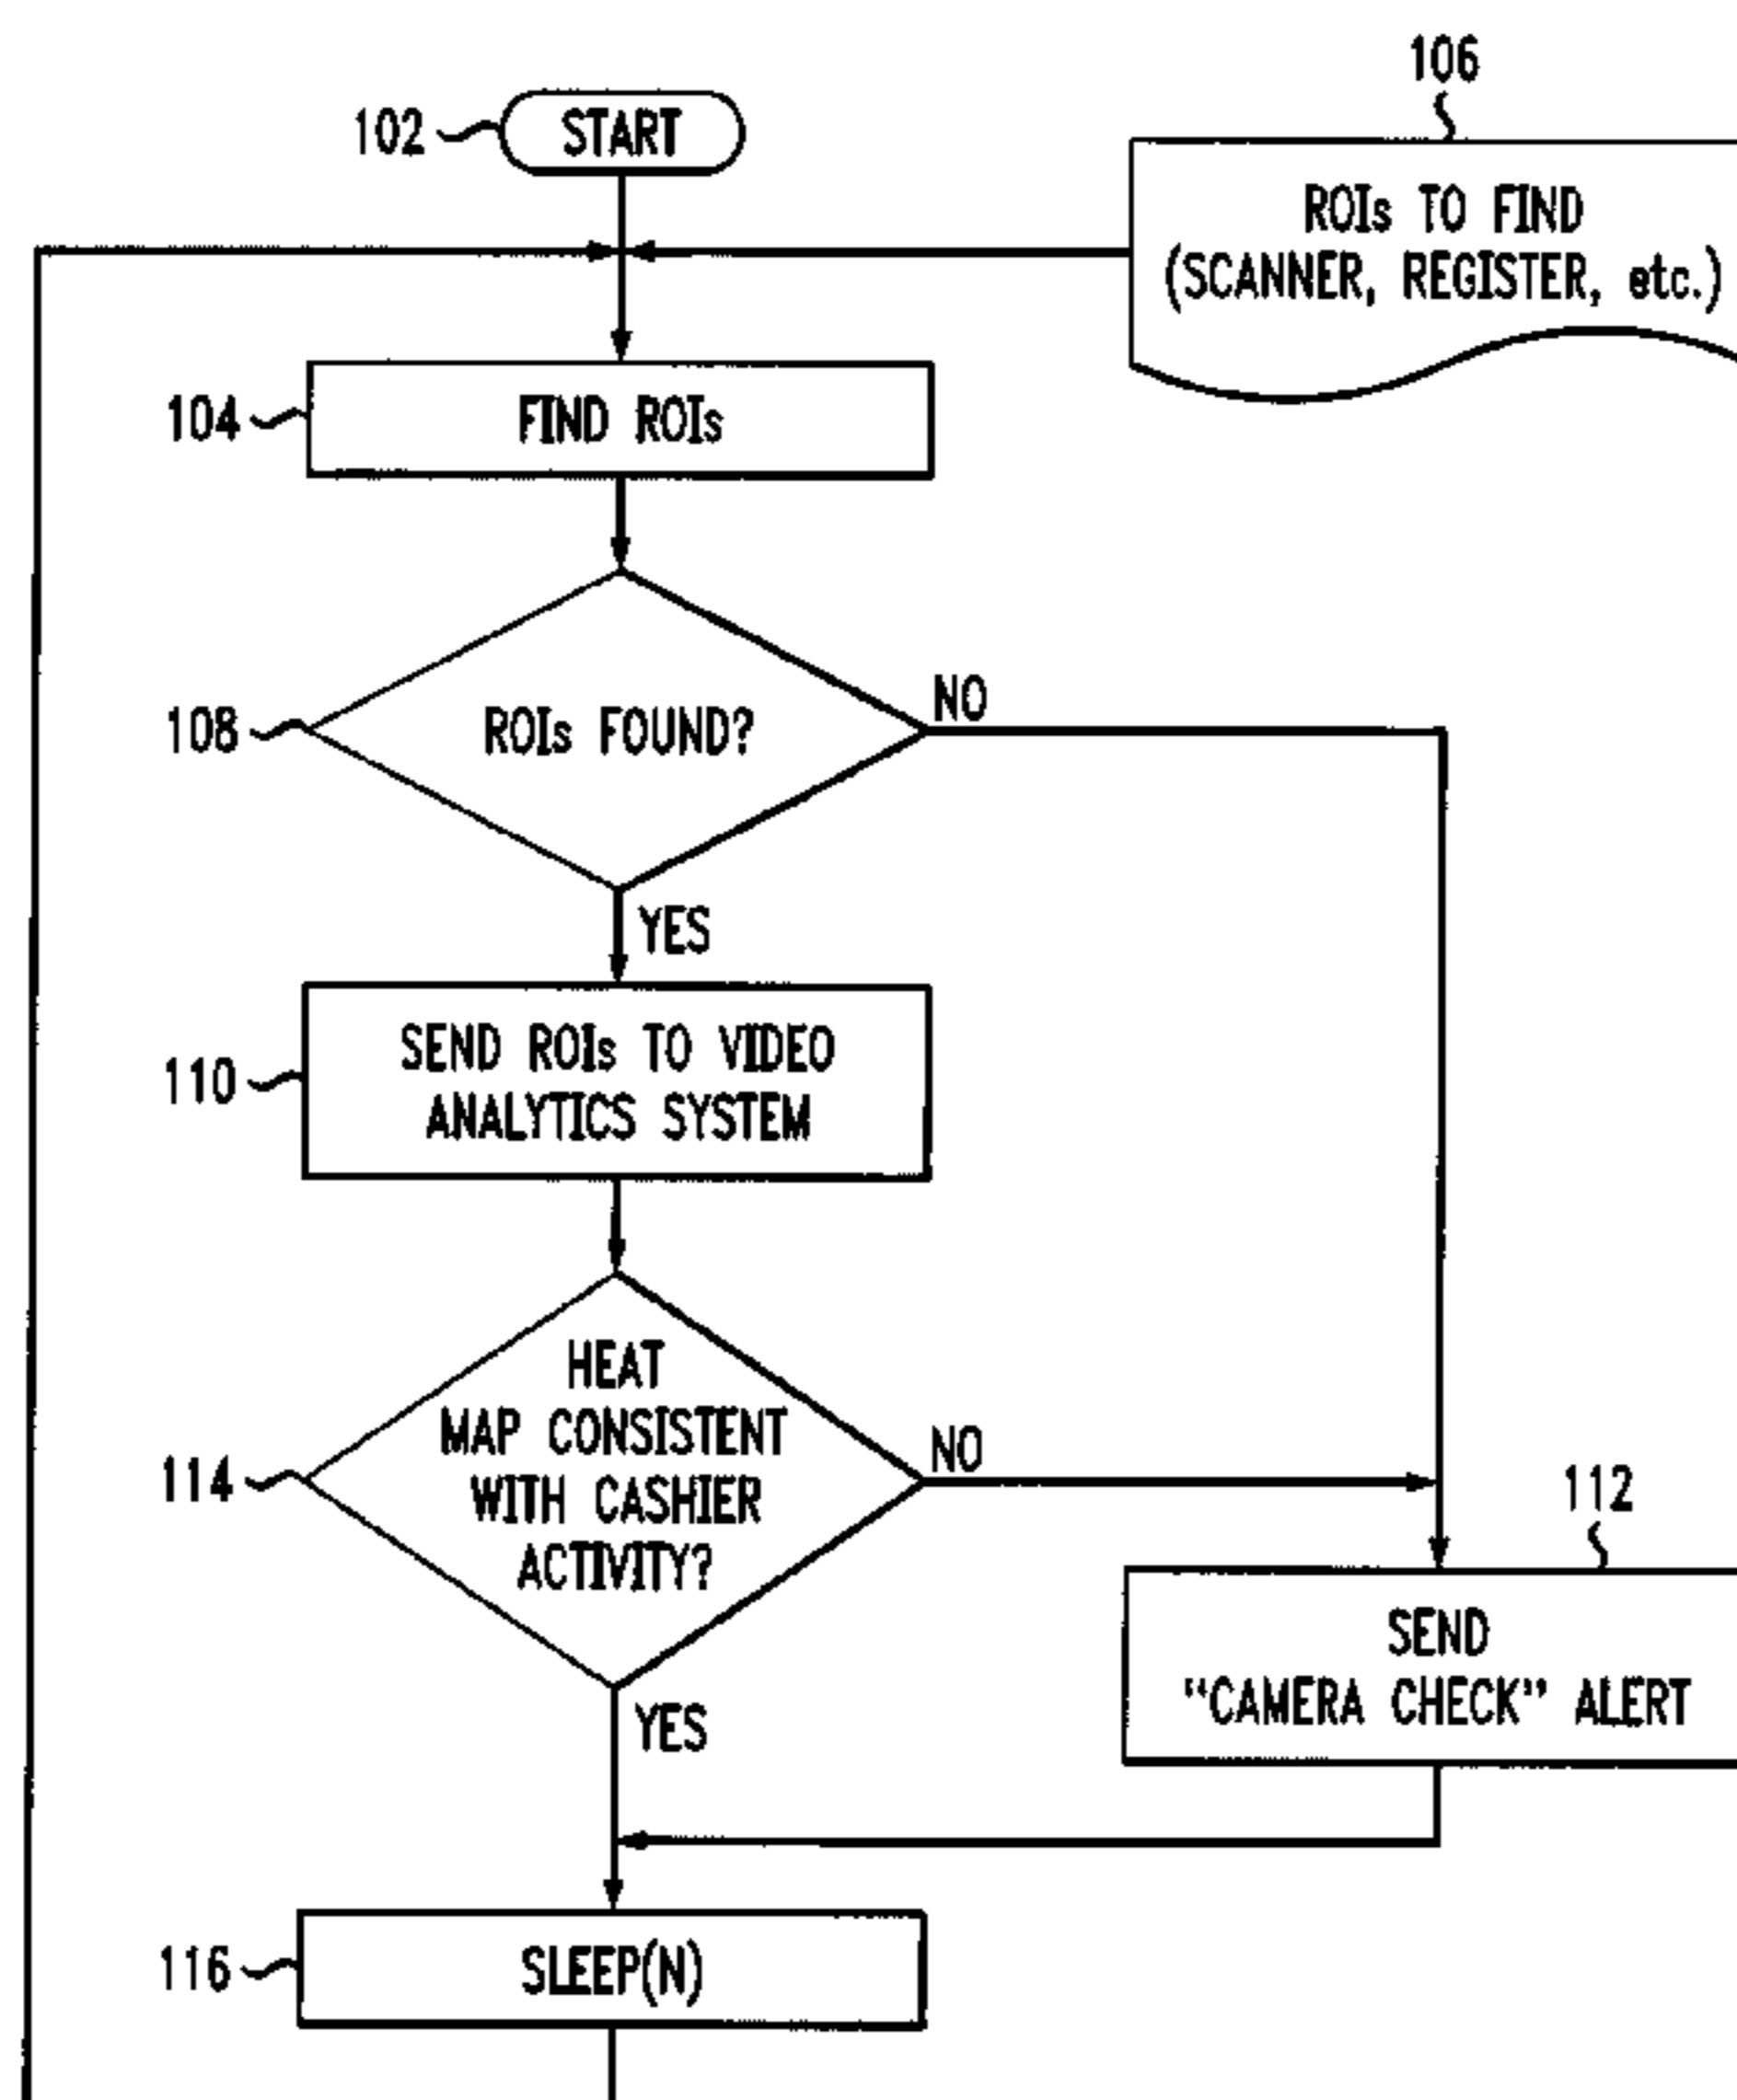 106
102
START
ROIs TO FIND
(SCANNER, REGISTER, etc.)
104
FIND ROIs
108
ROIs FOUND?
NO
YES
110
SEND ROIs TO VIDEO
ANALYTICS SYSTEM
114
HEAT
MAP CONSISTENT
WITH CASHIER
ACTIVITY?
NO
YES
112
SEND
"CAMERA CHECK" ALERT
116
SLEEP(N)